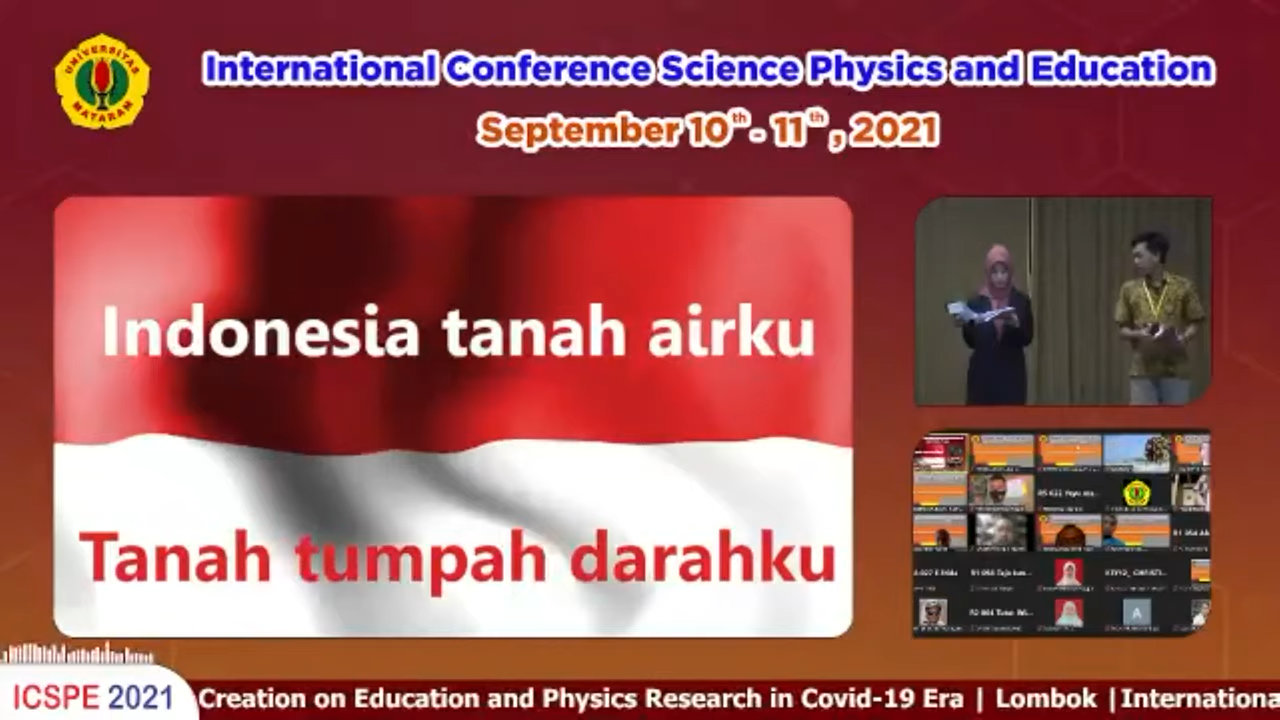 UNIVERSITAS
MATARAM
International Conference Science Physics and Education
September 10th - 11th, 2021
Indonesia tanah airku
Tanah tumpah darahku
ICSPE 2021
Creation on Education and Physics Research in Covid-19 Era | Lombok |Internationa